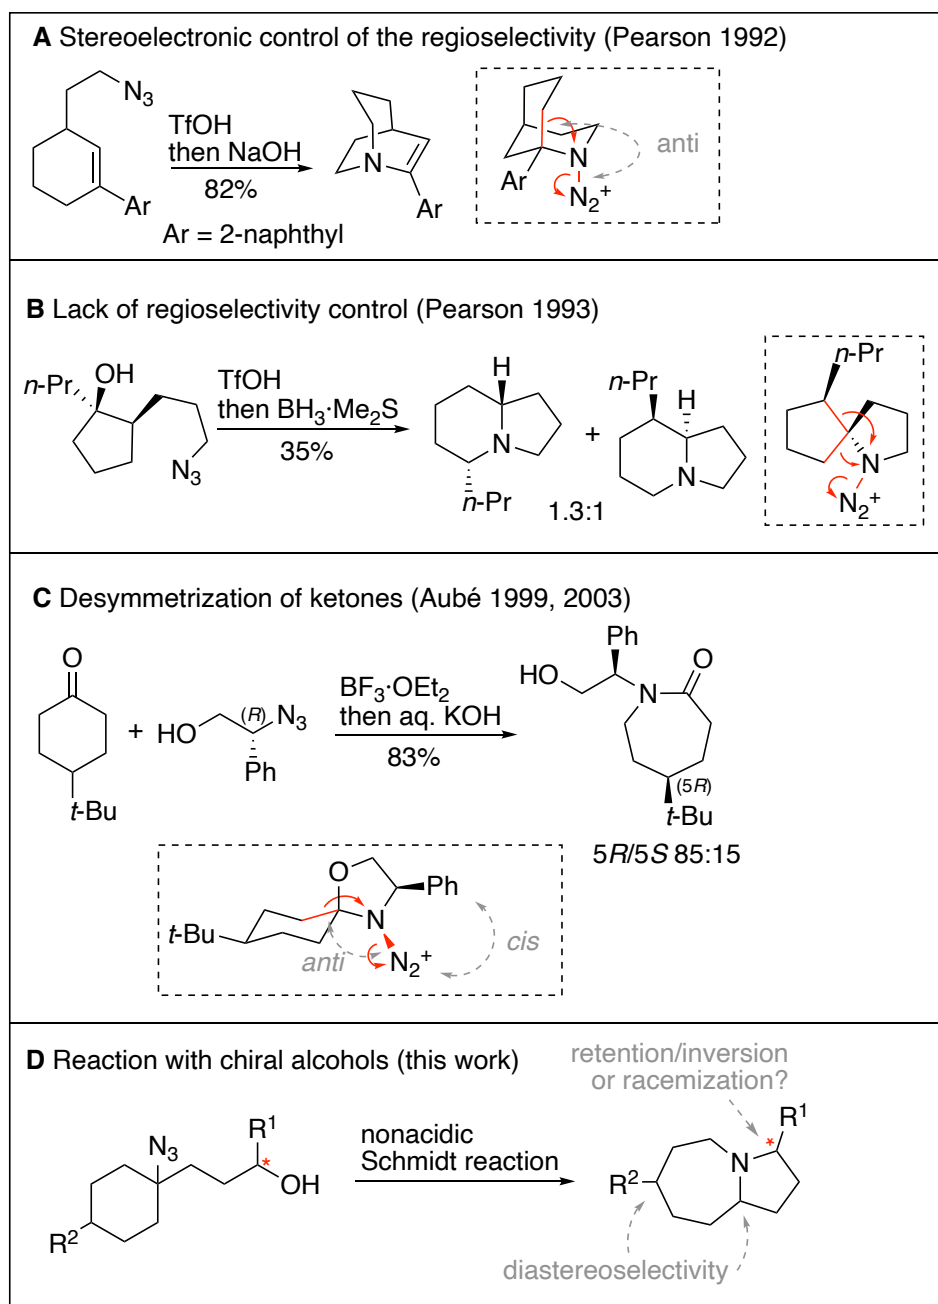 A Stereoelectronic control of the regioselectivity (Pearson 1992)
N3
TfOH
then NaOH
82%
Ar
Ar = 2-naphthyl
N
Ar
Ar
N
N2+
anti
B Lack of regioselectivity control (Pearson 1993)
n-Pr
OH
N3
TfOH
then BH3·Me2S
35%
H
N
n-Pr
+
n-Pr
H
N
1.3:1
n-Pr
N
N2+
C Desymmetrization of ketones (Aubé 1999, 2003)
O
t-Bu
+
HO
(R)
N3
Ph
BF3·OEt2
then aq. KOH
83%
Ph
HO
N
O
(5R)
t-Bu
5R/5S 85:15
O
Ph
N
t-Bu
anti
N2+
cis
D Reaction with chiral alcohols (this work)
retention/inversion
or racemization?
N3
R1
*
OH
R2
nonacidic
Schmidt reaction
R1
*
N
R2
diastereoselectivity